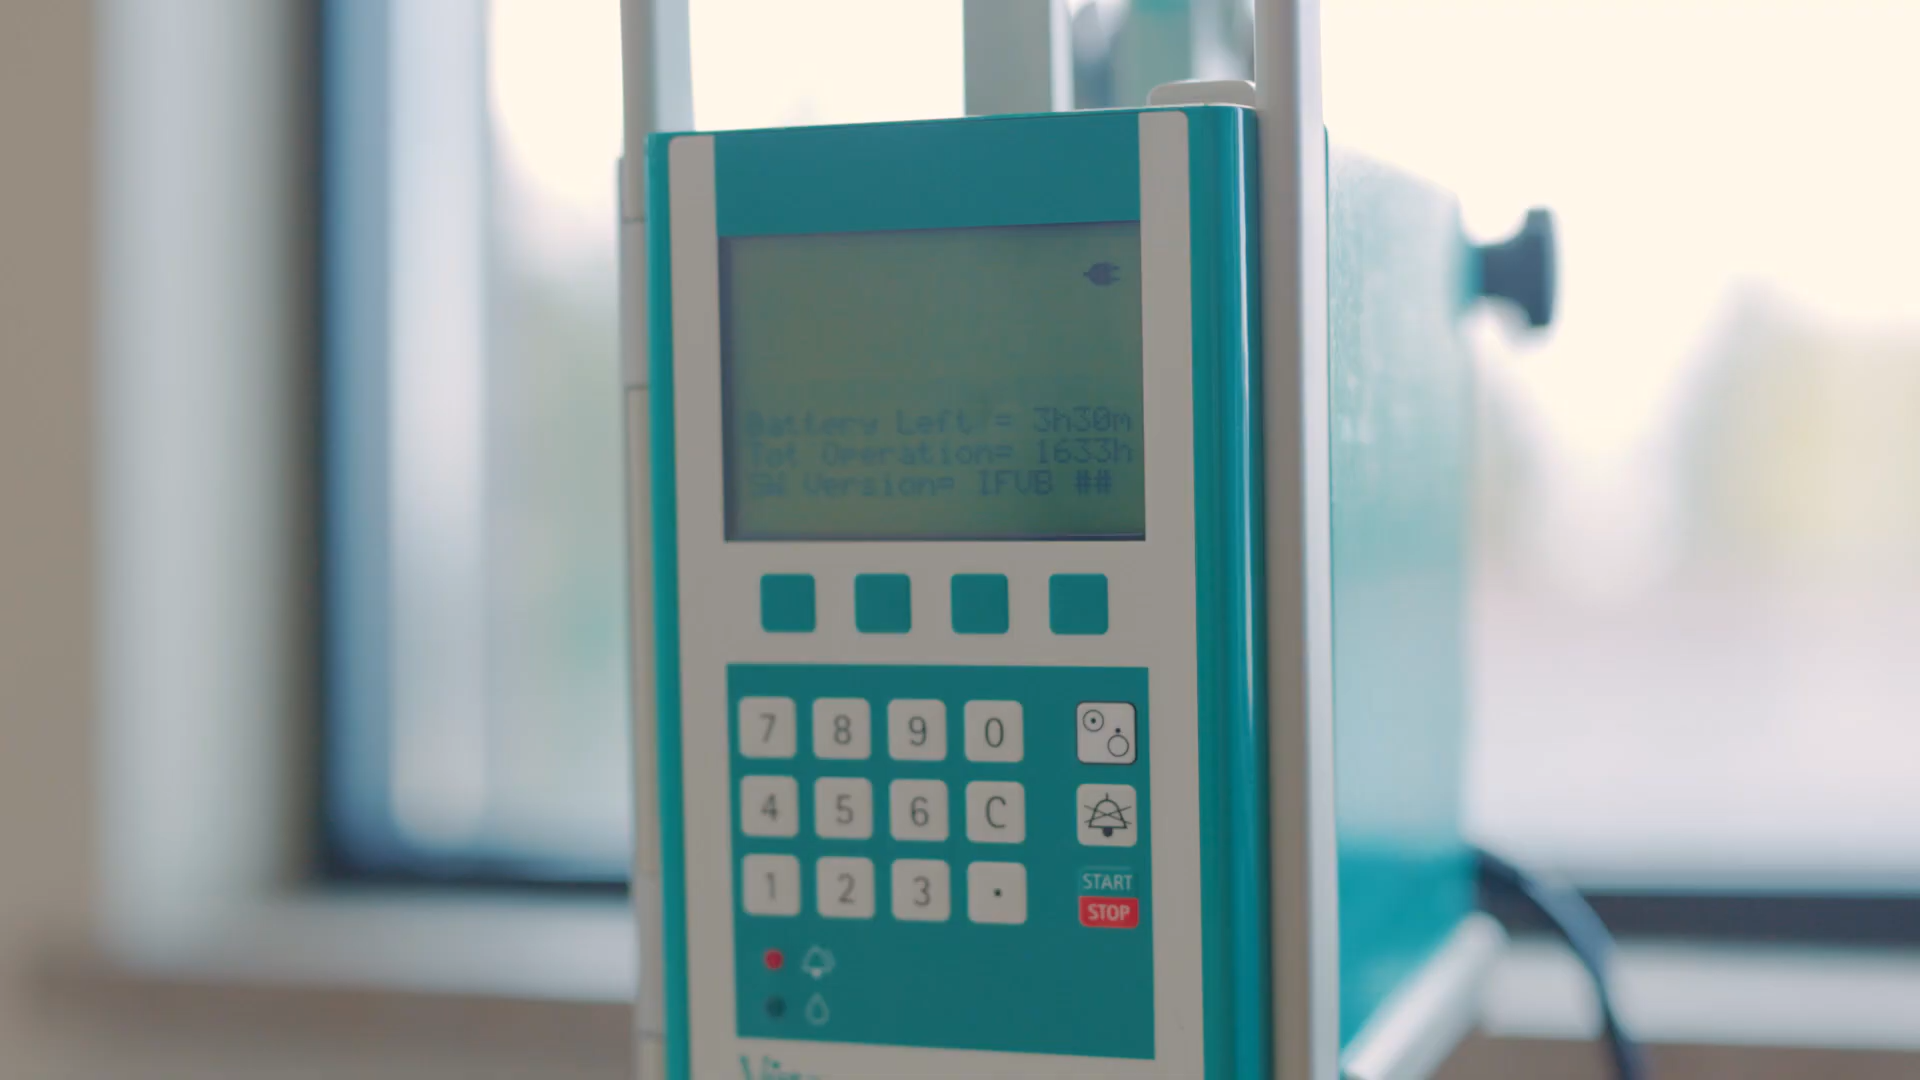 Battery Left = 3h30m
Tot Operation= 1633h
SW Version= IFVB ##
7 8 9 0
4 5 6 C
1 2 3 .
START
STOP